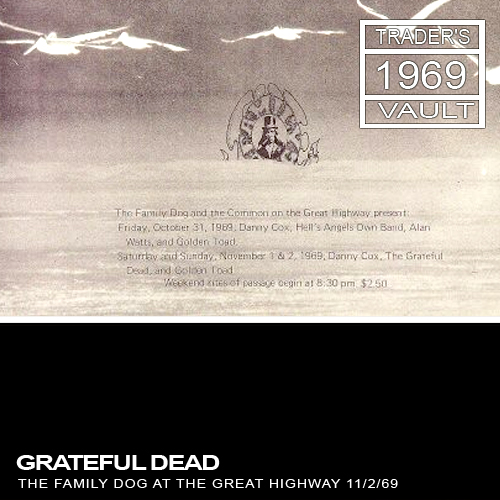 TRADER'S
1969
VAULT
The Family Dog and the Common on the Great Highway present:
Friday, October 31, 1969, Danny Cox, Hell's Angels Own Band, Alan
Watts, and Golden Toad.
Saturday and Sunday, November 1 & 2, 1969, Danny Cox, The Grateful
Dead, and Golden Toad
Weekend rites of passage begin at 8:30 pm $2.50
GRATEFUL DEAD
THE FAMILY DOG AT THE GREAT HIGHWAY 11/2/69